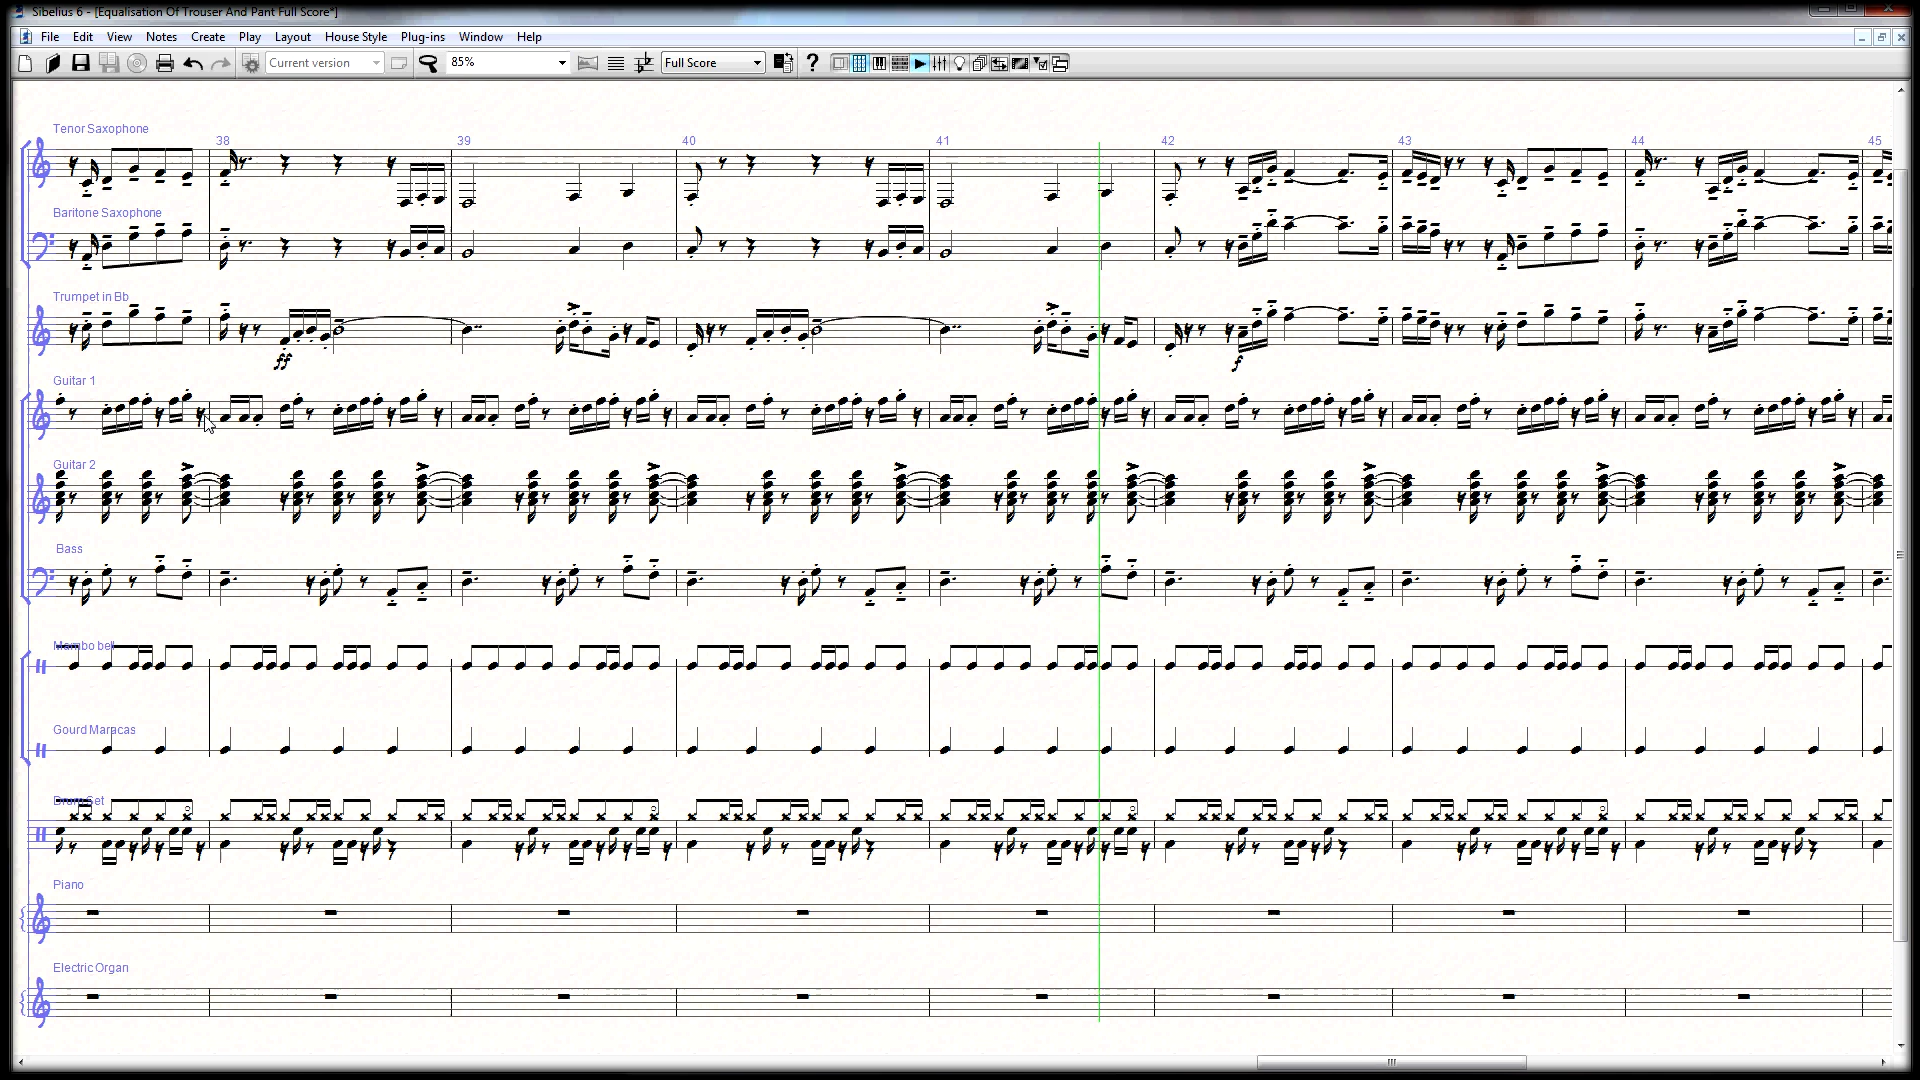 Sibelius 6 - [Equalisation Of Trouser And Pant Full Score*]
File Edit View Notes Create Play Layout House Style Plug-ins Window Help
Current version 85% Full Score ?
Tenor Saxophone
38 39 40 41 42 43 44 45
Baritone Saxophone
Trumpet in Bb
ff f
Guitar 1
Guitar 2
Bass
Mambo bell
Gourd Maracas
Drum Set
Piano
Electric Organ